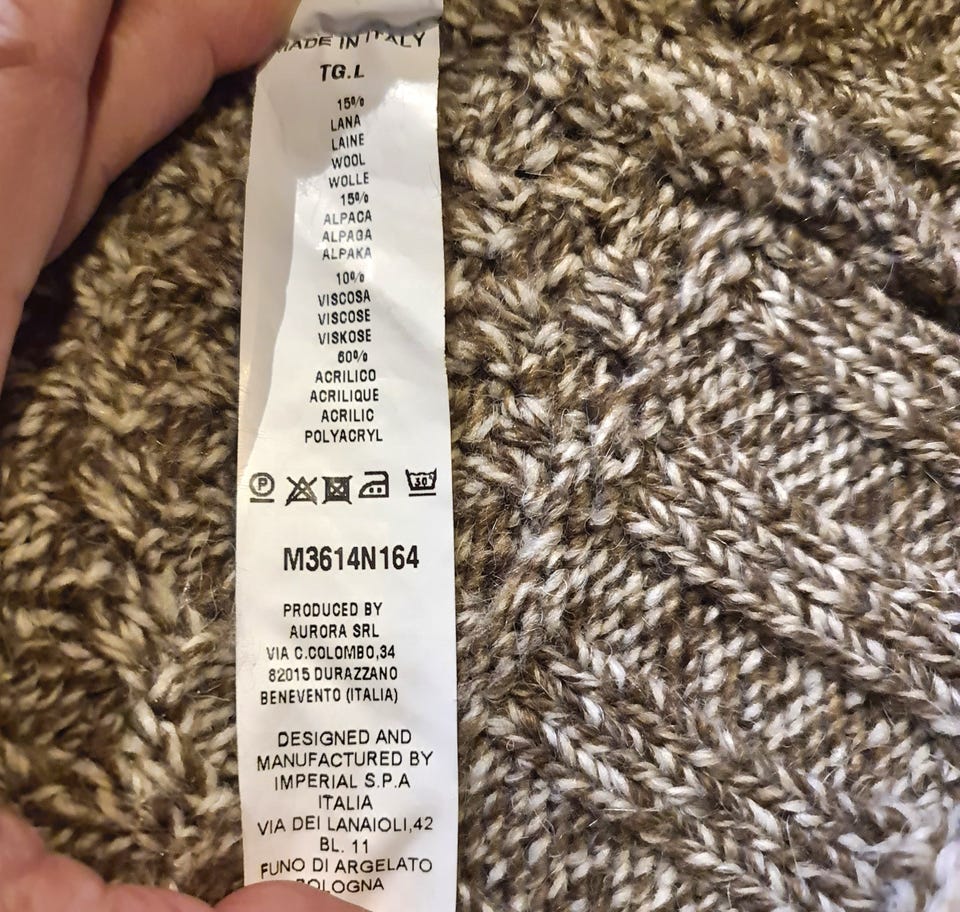 MADE IN ITALY
TG.L
15%
LANA
LAINE
WOOL
WOLLE
15%
ALPACA
ALPAGA
ALPAKA
10%
VISCOSA
VISCOSE
VISKOSE
60%
ACRILICO
ACRILIQUE
ACRILIC
POLYACRYL
P 30°
M3614N164
PRODUCED BY
AURORA SRL
VIA C.COLOMBO,34
82015 DURAZZANO
BENEVENTO (ITALIA)
DESIGNED AND
MANUFACTURED BY
IMPERIAL S.P.A
ITALIA
VIA DEI LANAIOLI,42
BL. 11
FUNO DI ARGELATO
BOLOGNA